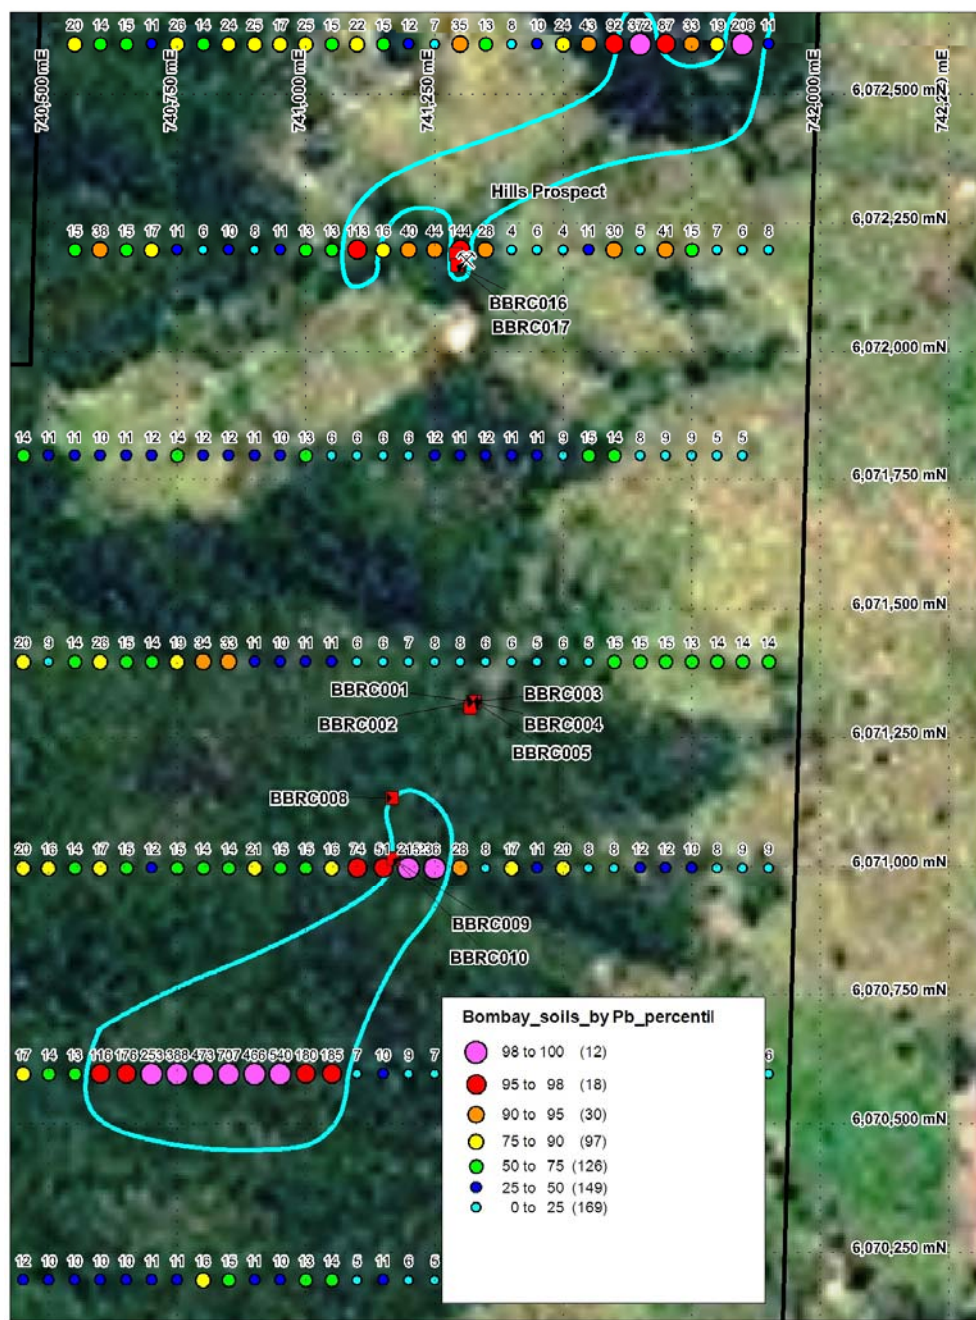 20 14 15 11 26 14 24 25 17 25 15 22 15 12 7 35 13 8 10 24 43 92 372 87 33 19 206 11
740,500 mE
740,750 mE
741,000 mE
741,250 mE
742,000 mE
6,072,500 mN
Hills Prospect
6,072,250 mN
15 38 15 17 11 6 10 8 11 13 13 113 16 40 44 144 28 4 6 4 11 30 5 41 15 7 6 8
BBRC016
BBRC017
6,072,000 mN
14 11 11 10 11 12 14 12 12 11 10 13 6 6 6 6 12 11 12 11 11 9 15 14 8 9 9 5 5
6,071,750 mN
6,071,500 mN
20 9 14 26 15 14 19 34 33 11 10 11 11 6 6 7 8 8 6 6 5 6 5 15 15 15 13 14 14 14
BBRC001
BBRC003
BBRC002
BBRC004
6,071,250 mN
BBRC005
BBRC008
20 16 14 17 15 12 15 14 14 21 15 15 16 74 51 215 236 28 8 17 11 20 8 8 12 12 10 8 9 9
6,071,000 mN
BBRC009
BBRC010
6,070,750 mN
Bombay_soils_by Pb_percentil
98 to 100 (12)
95 to 98 (18)
90 to 95 (30)
75 to 90 (97)
50 to 75 (126)
25 to 50 (149)
0 to 25 (169)
17 14 13 116 176 253 388 473 707 466 540 180 185 7 10 9 7 6
6,070,500 mN
6,070,250 mN
12 10 10 10 10 11 11 16 15 10 10 13 14 5 11 6 5